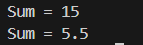 Sum = 15
Sum = 5.5